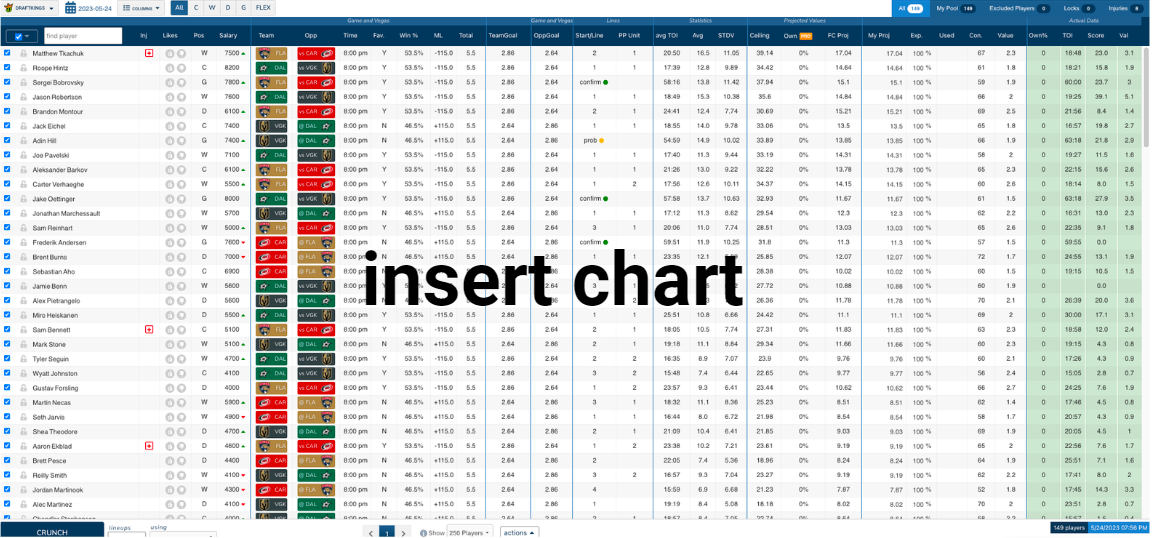 DRAFTKINGS 2023-05-24 COLUMNS All C W D G FLEX All 149 My Pool 149 Excluded Players 0 Locks 0 Injuries 8
Game and Vegas Game and Vegas Lines Statistics Projected Values Actual Data
find player Inj Likes Pos Salary Team Opp Time Fav. Win % ML Total TeamGoal OppGoal Start/Line PP Unit avg TOI Avg STDV Ceiling Own PRO FC Proj My Proj Exp. Used Con. Value Own% TOI Score Val
Matthew Tkachuk W 7500 FLA vs CAR 8:00 pm Y 53.5% -115.0 5.5 2.86 2.64 2 1 20:50 16.5 11.05 39.14 0% 17.04 17.04 100 % 67 2.3 0 18:48 23.0 3.1
Roope Hintz C 8200 DAL vs VGK 8:00 pm Y 53.5% -115.0 5.5 2.86 2.64 1 1 17:39 12.8 9.89 34.42 0% 14.64 14.64 100 % 61 1.8 0 18:21 15.8 1.9
Sergei Bobrovsky G 7800 FLA vs CAR 8:00 pm Y 53.5% -115.0 5.5 2.86 2.64 confirm 58:16 13.8 11.42 37.94 0% 15.1 15.1 100 % 59 1.9 0 60:00 23.7 3
Jason Robertson W 7600 DAL vs VGK 8:00 pm Y 53.5% -115.0 5.5 2.86 2.64 1 1 18:49 15.3 10.38 35.6 0% 14.84 14.84 100 % 66 2 0 19:25 39.1 5.1
Brandon Montour D 6100 FLA vs CAR 8:00 pm Y 53.5% -115.0 5.5 2.86 2.64 2 1 24:41 12.4 7.74 30.69 0% 15.21 15.21 100 % 69 2.5 0 21:56 8.4 1.4
Jack Eichel C 7400 VGK @ DAL 8:00 pm N 46.5% +115.0 5.5 2.64 2.86 1 1 18:55 14.0 9.78 33.06 0% 13.5 13.5 100 % 65 1.8 0 16:57 19.8 2.7
Adin Hill G 7400 VGK @ DAL 8:00 pm N 46.5% +115.0 5.5 2.64 2.86 prob 54:59 14.9 10.02 33.89 0% 13.85 13.85 100 % 66 1.9 0 63:18 21.8 2.9
Joe Pavelski W 7100 DAL vs VGK 8:00 pm Y 53.5% -115.0 5.5 2.86 2.64 1 1 17:40 11.3 9.44 33.19 0% 14.31 14.31 100 % 58 2 0 19:27 11.5 1.6
Aleksander Barkov C 6100 FLA vs CAR 8:00 pm Y 53.5% -115.0 5.5 2.86 2.64 1 1 21:26 13.0 9.22 32.22 0% 13.78 13.78 100 % 65 2.3 0 22:15 15.6 2.6
Carter Verhaeghe W 5500 FLA vs CAR 8:00 pm Y 53.5% -115.0 5.5 2.86 2.64 1 2 17:56 12.6 10.11 34.37 0% 14.15 14.15 100 % 60 2.6 0 18:14 8.0 1.5
Jake Oettinger G 8000 DAL vs VGK 8:00 pm Y 53.5% -115.0 5.5 2.86 2.64 confirm 57:58 13.7 10.63 32.93 0% 11.67 11.67 100 % 61 1.5 0 63:18 27.9 3.5
Jonathan Marchessault W 5700 VGK @ DAL 8:00 pm N 46.5% +115.0 5.5 2.64 2.86 1 1 17:12 11.3 8.62 29.54 0% 12.3 12.3 100 % 62 2.2 0 16:31 13.0 2.3
Sam Reinhart W 5000 FLA vs CAR 8:00 pm Y 53.5% -115.0 5.5 2.86 2.64 3 1 20:06 11.0 7.74 28.51 0% 13.03 13.03 100 % 65 2.6 0 22:35 9.1 1.8
Frederik Andersen G 7600 CAR @ FLA 8:00 pm N 46.5% +115.0 5.5 2.64 2.86 confirm 59:51 11.9 10.25 31.8 0% 11.3 11.3 100 % 57 1.5 0 59:55 0.0
Brent Burns D 7000 CAR @ FLA 8:00 pm 23:35 12.1 25.85 0% 12.07 12.07 100 % 72 1.7 0 24:55 13.1 1.9
Sebastian Aho C 6900 CAR @ FLA 8:00 28.38 0% 10.02 10.02 100 % 60 1.5 0 19:15 10.5 1.5
Jamie Benn W 5600 DAL vs VGK 8:00 27.72 0% 10.88 10.88 100 % 60 1.9 0 0.0
insert chart
Alex Pietrangelo D 5600 VGK @ DAL 8:00 26.36 0% 11.78 11.78 100 % 70 2.1 0 26:39 20.0 3.6
Miro Heiskanen D 5500 DAL vs VGK 8:00 pm Y 53.5% -115.0 5.5 2.86 2.64 1 1 25:51 10.8 6.66 24.42 0% 11.1 11.1 100 % 69 2 0 30:00 17.1 3.1
Sam Bennett C 5100 FLA vs CAR 8:00 pm Y 53.5% -115.0 5.5 2.86 2.64 2 1 18:05 10.5 7.74 27.31 0% 11.83 11.83 100 % 63 2.3 0 18:58 12.0 2.4
Mark Stone W 5100 VGK @ DAL 8:00 pm N 46.5% +115.0 5.5 2.64 2.86 2 1 19:18 11.1 8.84 29.34 0% 11.66 11.66 100 % 60 2.3 0 19:15 4.3 0.8
Tyler Seguin W 4700 DAL vs VGK 8:00 pm Y 53.5% -115.0 5.5 2.86 2.64 2 2 16:35 8.9 7.07 23.9 0% 9.76 9.76 100 % 60 2.1 0 17:26 4.3 0.9
Wyatt Johnston C 4000 DAL vs VGK 8:00 pm Y 53.5% -115.0 5.5 2.86 2.64 3 2 15:48 7.4 6.44 22.65 0% 9.77 9.77 100 % 56 2.4 0 15:05 2.8 0.7
Gustav Forsling D 4000 FLA vs CAR 8:00 pm Y 53.5% -115.0 5.5 2.86 2.64 1 2 23:57 9.3 6.41 23.44 0% 10.62 10.62 100 % 66 2.7 0 24:25 7.6 1.9
Martin Necas W 5900 CAR @ FLA 8:00 pm N 46.5% +115.0 5.5 2.64 2.86 3 1 18:32 11.1 8.36 25.23 0% 8.51 8.51 100 % 62 1.4 0 17:46 4.5 0.8
Seth Jarvis W 4900 CAR @ FLA 8:00 pm N 46.5% +115.0 5.5 2.64 2.86 1 1 16:44 8.0 6.72 21.98 0% 8.54 8.54 100 % 58 1.7 0 20:57 4.3 0.9
Shea Theodore D 4700 VGK @ DAL 8:00 pm N 46.5% +115.0 5.5 2.64 2.86 2 1 21:09 10.4 6.41 21.85 0% 9.03 9.03 100 % 69 1.9 0 20:05 4.5 1
Aaron Ekblad D 4600 FLA vs CAR 8:00 pm Y 53.5% -115.0 5.5 2.86 2.64 1 2 23:38 10.2 7.21 23.61 0% 9.19 9.19 100 % 65 2 0 22:56 7.6 1.7
Brett Pesce D 4400 CAR @ FLA 8:00 pm N 46.5% +115.0 5.5 2.64 2.86 2 2 22:05 7.4 5.36 18.96 0% 8.24 8.24 100 % 64 1.9 0 25:51 7.1 1.6
Reilly Smith W 4100 VGK @ DAL 8:00 pm N 46.5% +115.0 5.5 2.64 2.86 3 2 16:57 9.3 7.04 23.27 0% 9.19 9.19 100 % 62 2.2 0 17:41 8.0 2
Jordan Martinook W 4300 CAR @ FLA 8:00 pm N 46.5% +115.0 5.5 2.64 2.86 4 15:59 6.9 6.68 21.23 0% 7.87 7.87 100 % 52 1.8 0 17:45 14.3 3.3
Alec Martinez D 4000 VGK @ DAL 8:00 pm N 46.5% +115.0 5.5 2.64 2.86 1 19:19 8.4 5.08 18.18 0% 8.02 8.02 100 % 70 2 0 23:51 2.8 0.7
CRUNCH lineups using 1 Show 250 Players actions 149 players 5/24/2023 07:56 PM